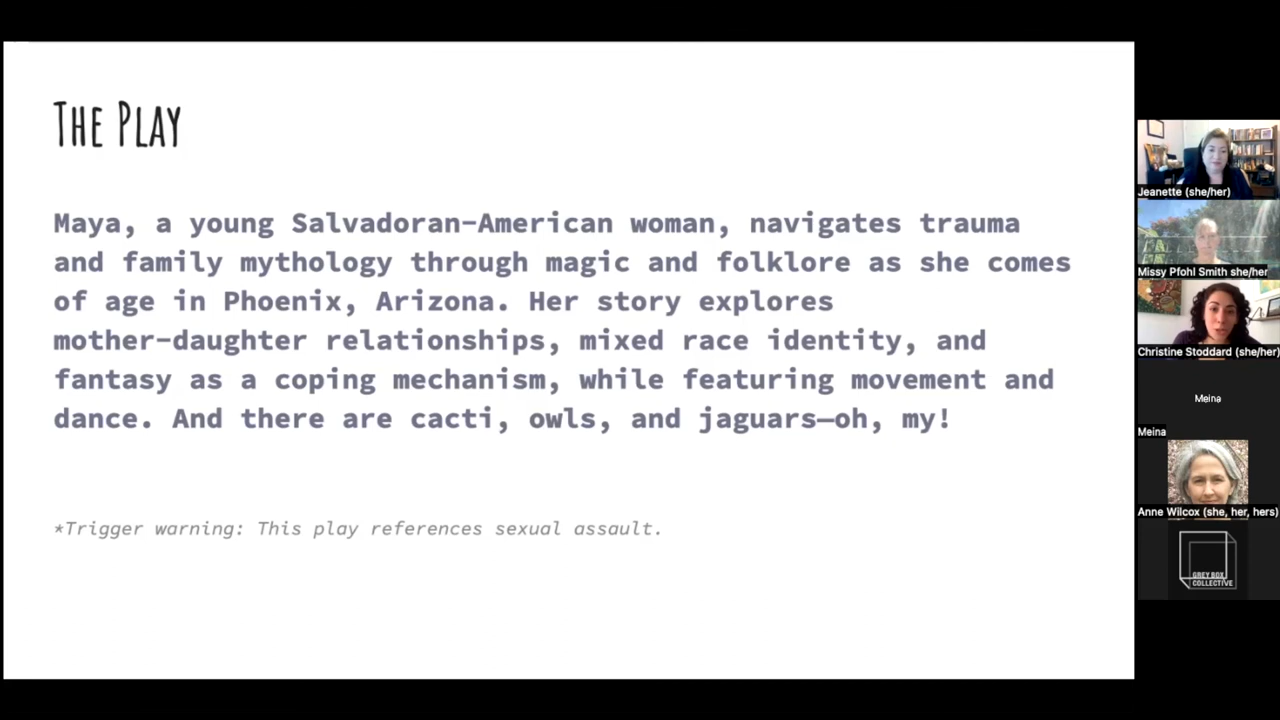 The Play
Maya, a young Salvadoran-American woman, navigates trauma
and family mythology through magic and folklore as she comes
of age in Phoenix, Arizona. Her story explores
mother-daughter relationships, mixed race identity, and
fantasy as a coping mechanism, while featuring movement and
dance. And there are cacti, owls, and jaguars—oh, my!
*Trigger warning: This play references sexual assault.
Jeanette (she/her)
Missy Pfohl Smith she/her
Christine Stoddard (she/her)
Meina
Meina
Anne Wilcox (she, her, hers)
GREY BOX
COLLECTIVE